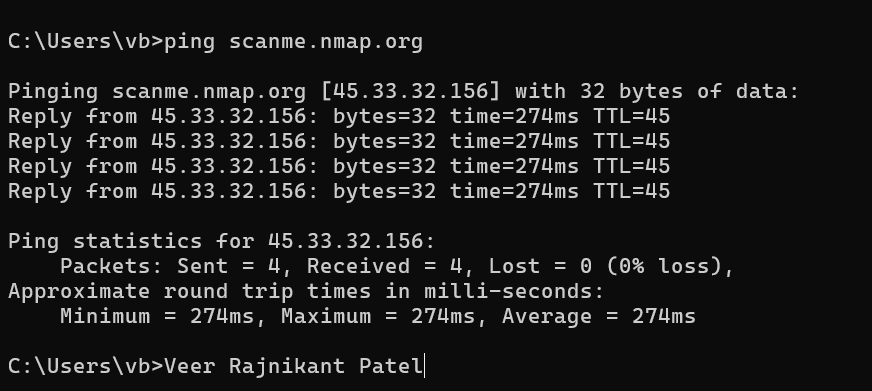 C:\Users\vb>ping scanme.nmap.org
Pinging scanme.nmap.org [45.33.32.156] with 32 bytes of data:
Reply from 45.33.32.156: bytes=32 time=274ms TTL=45
Reply from 45.33.32.156: bytes=32 time=274ms TTL=45
Reply from 45.33.32.156: bytes=32 time=274ms TTL=45
Reply from 45.33.32.156: bytes=32 time=274ms TTL=45
Ping statistics for 45.33.32.156:
    Packets: Sent = 4, Received = 4, Lost = 0 (0% loss),
Approximate round trip times in milli-seconds:
    Minimum = 274ms, Maximum = 274ms, Average = 274ms
C:\Users\vb>Veer Rajnikant Patel